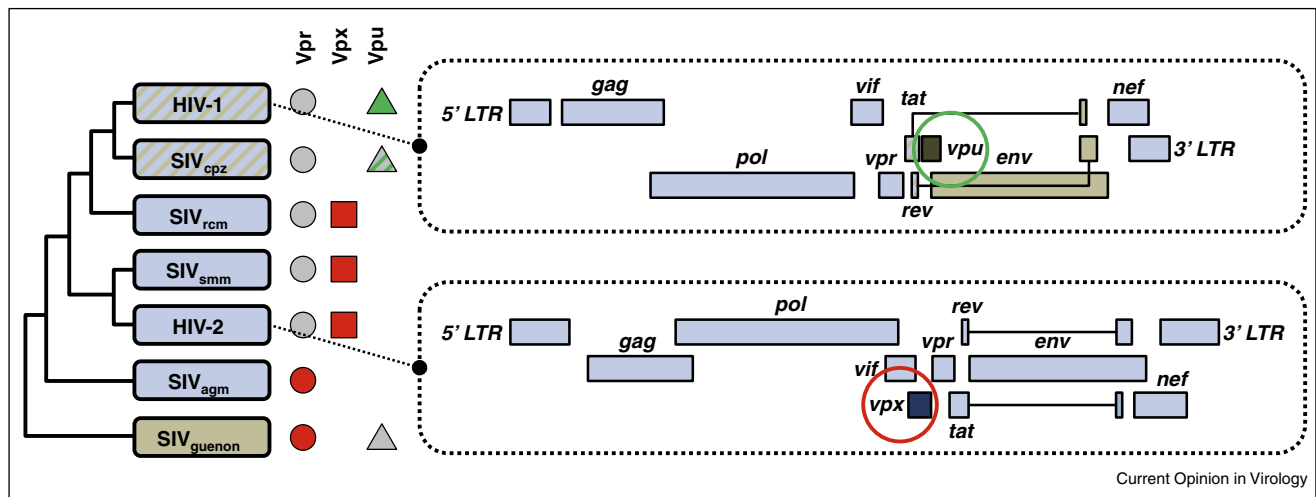 Vpr Vpx Vpu
HIV-1
SIVcpz
SIVrcm
SIVsmm
HIV-2
SIVagm
SIVguenon
5' LTR gag vif tat nef
pol vpr vpu env 3' LTR
rev
5' LTR pol rev 3' LTR
gag vif vpr env nef
vpx tat
Current Opinion in Virology